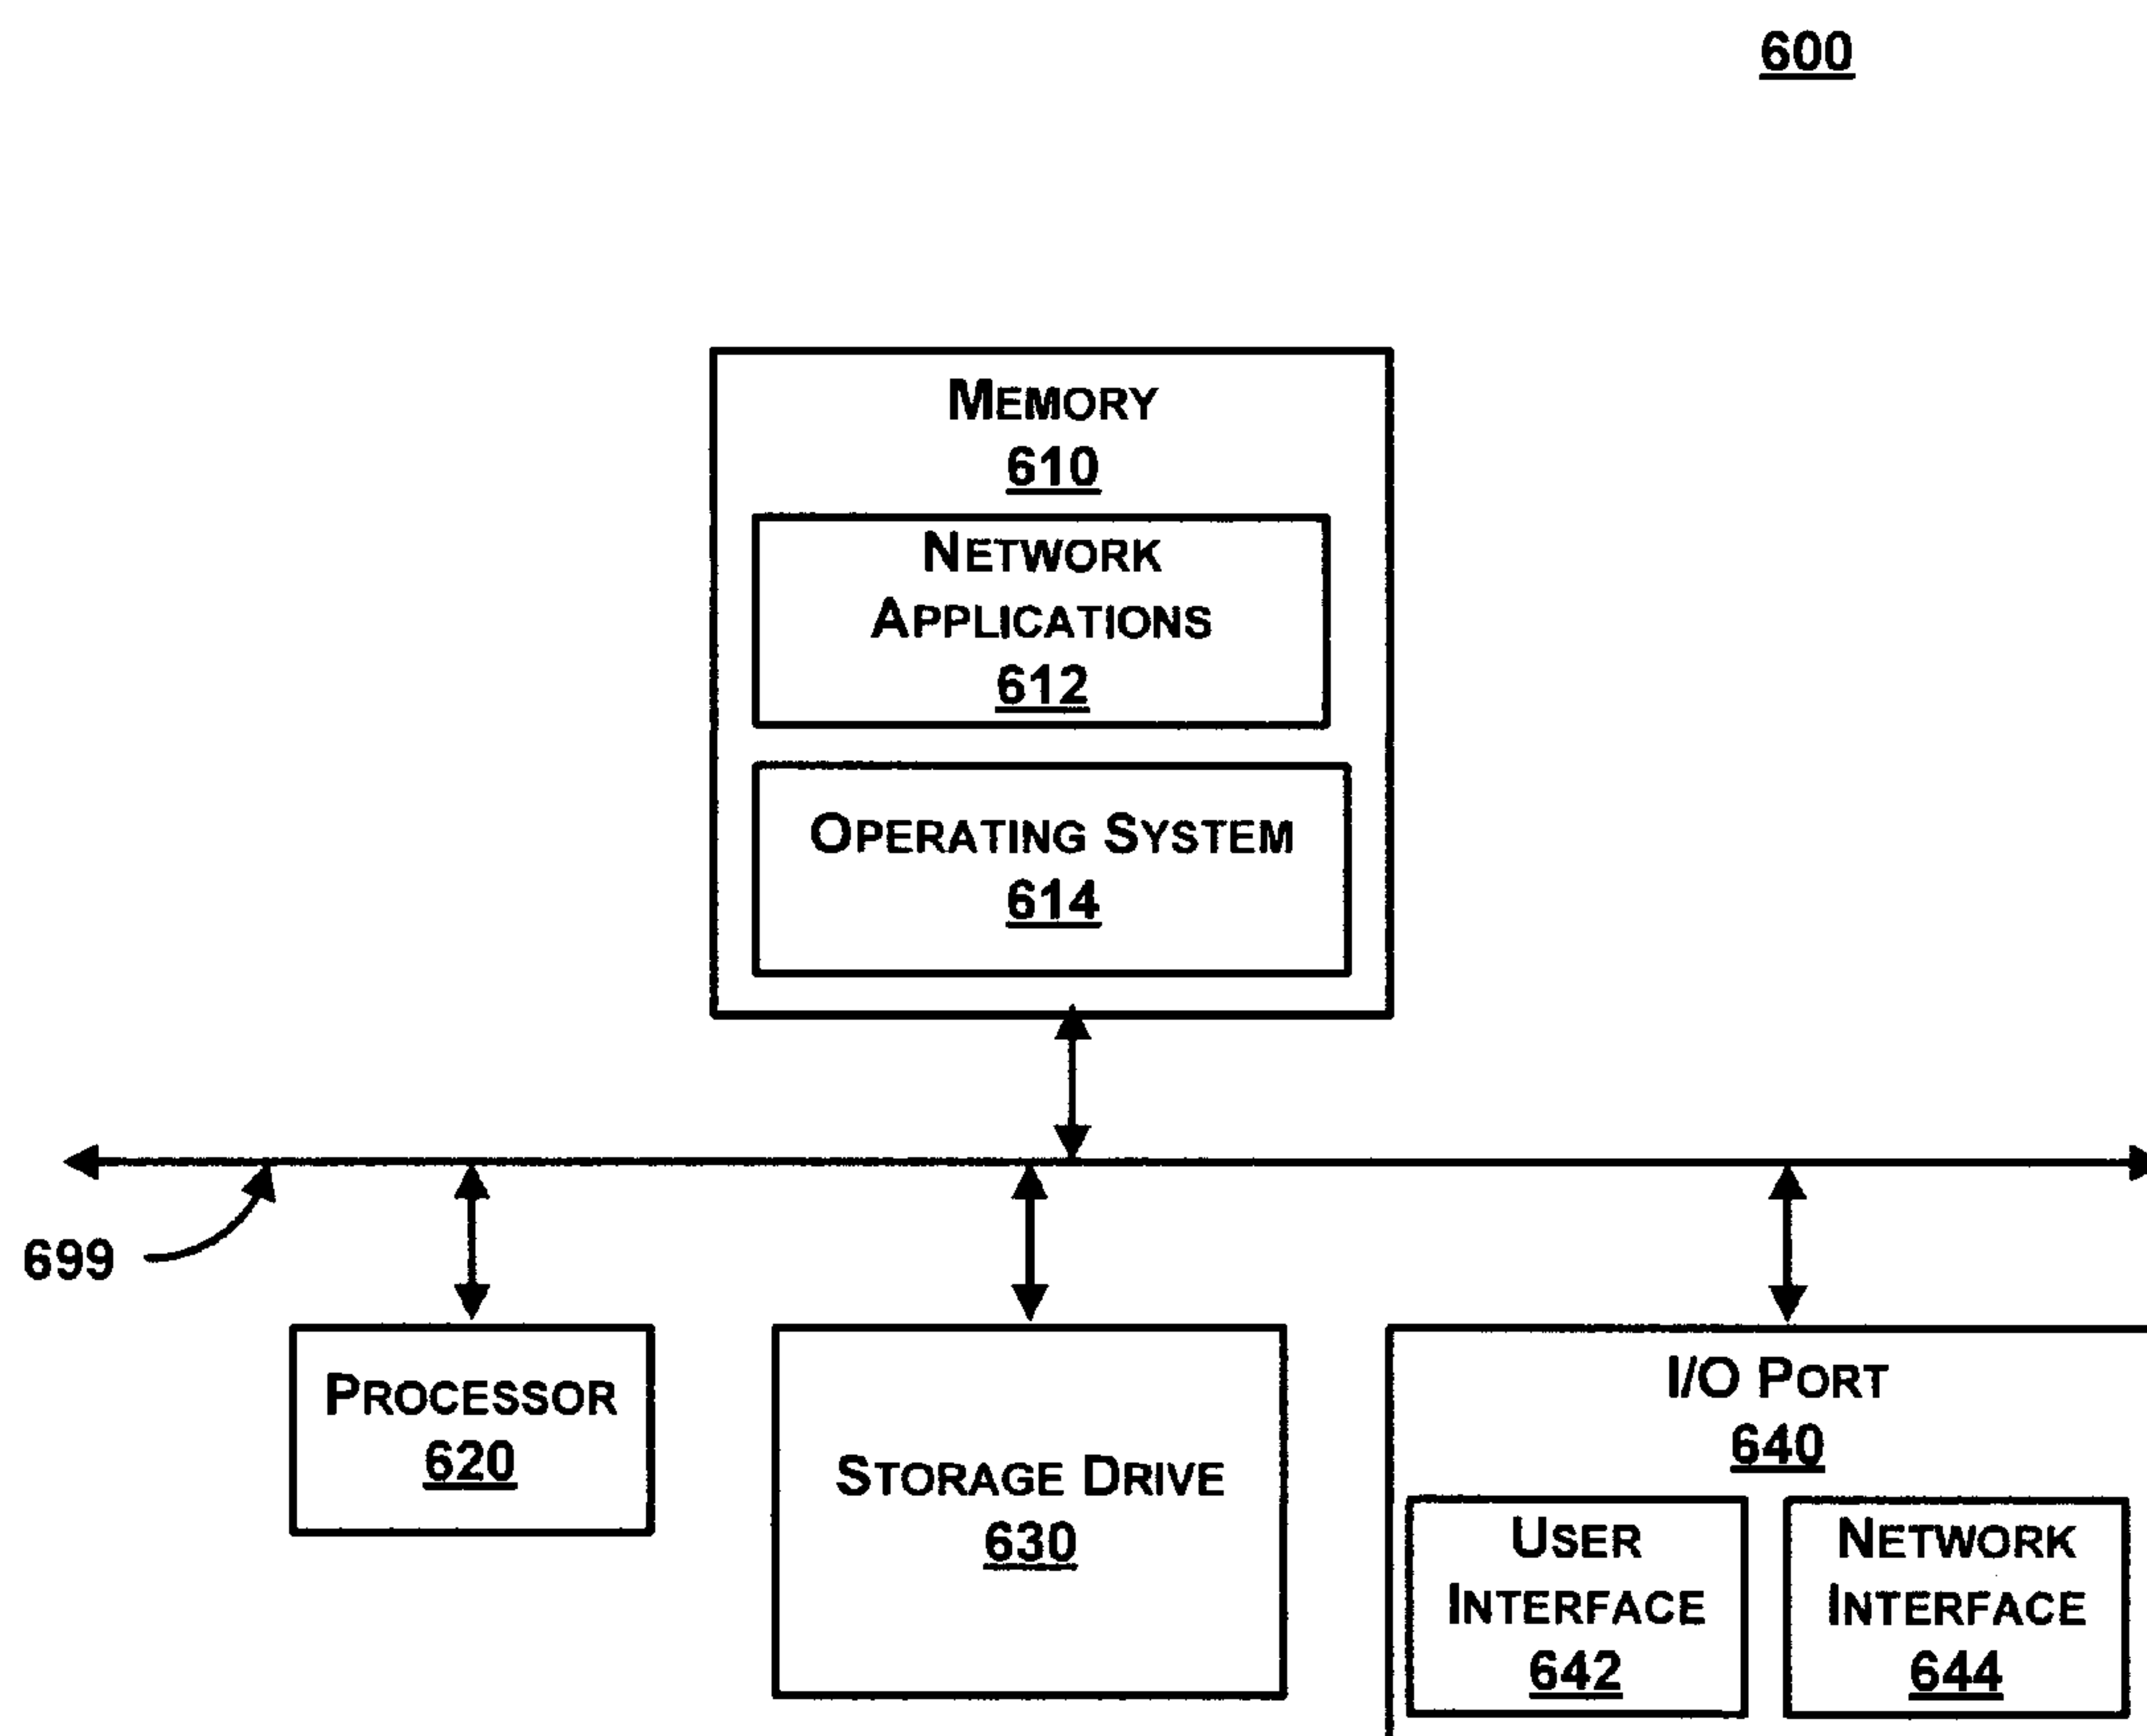 600
MEMORY
610
NETWORK
APPLICATIONS
612
OPERATING SYSTEM
614
699
PROCESSOR
620
STORAGE DRIVE
630
I/O PORT
640
USER
INTERFACE
642
NETWORK
INTERFACE
644